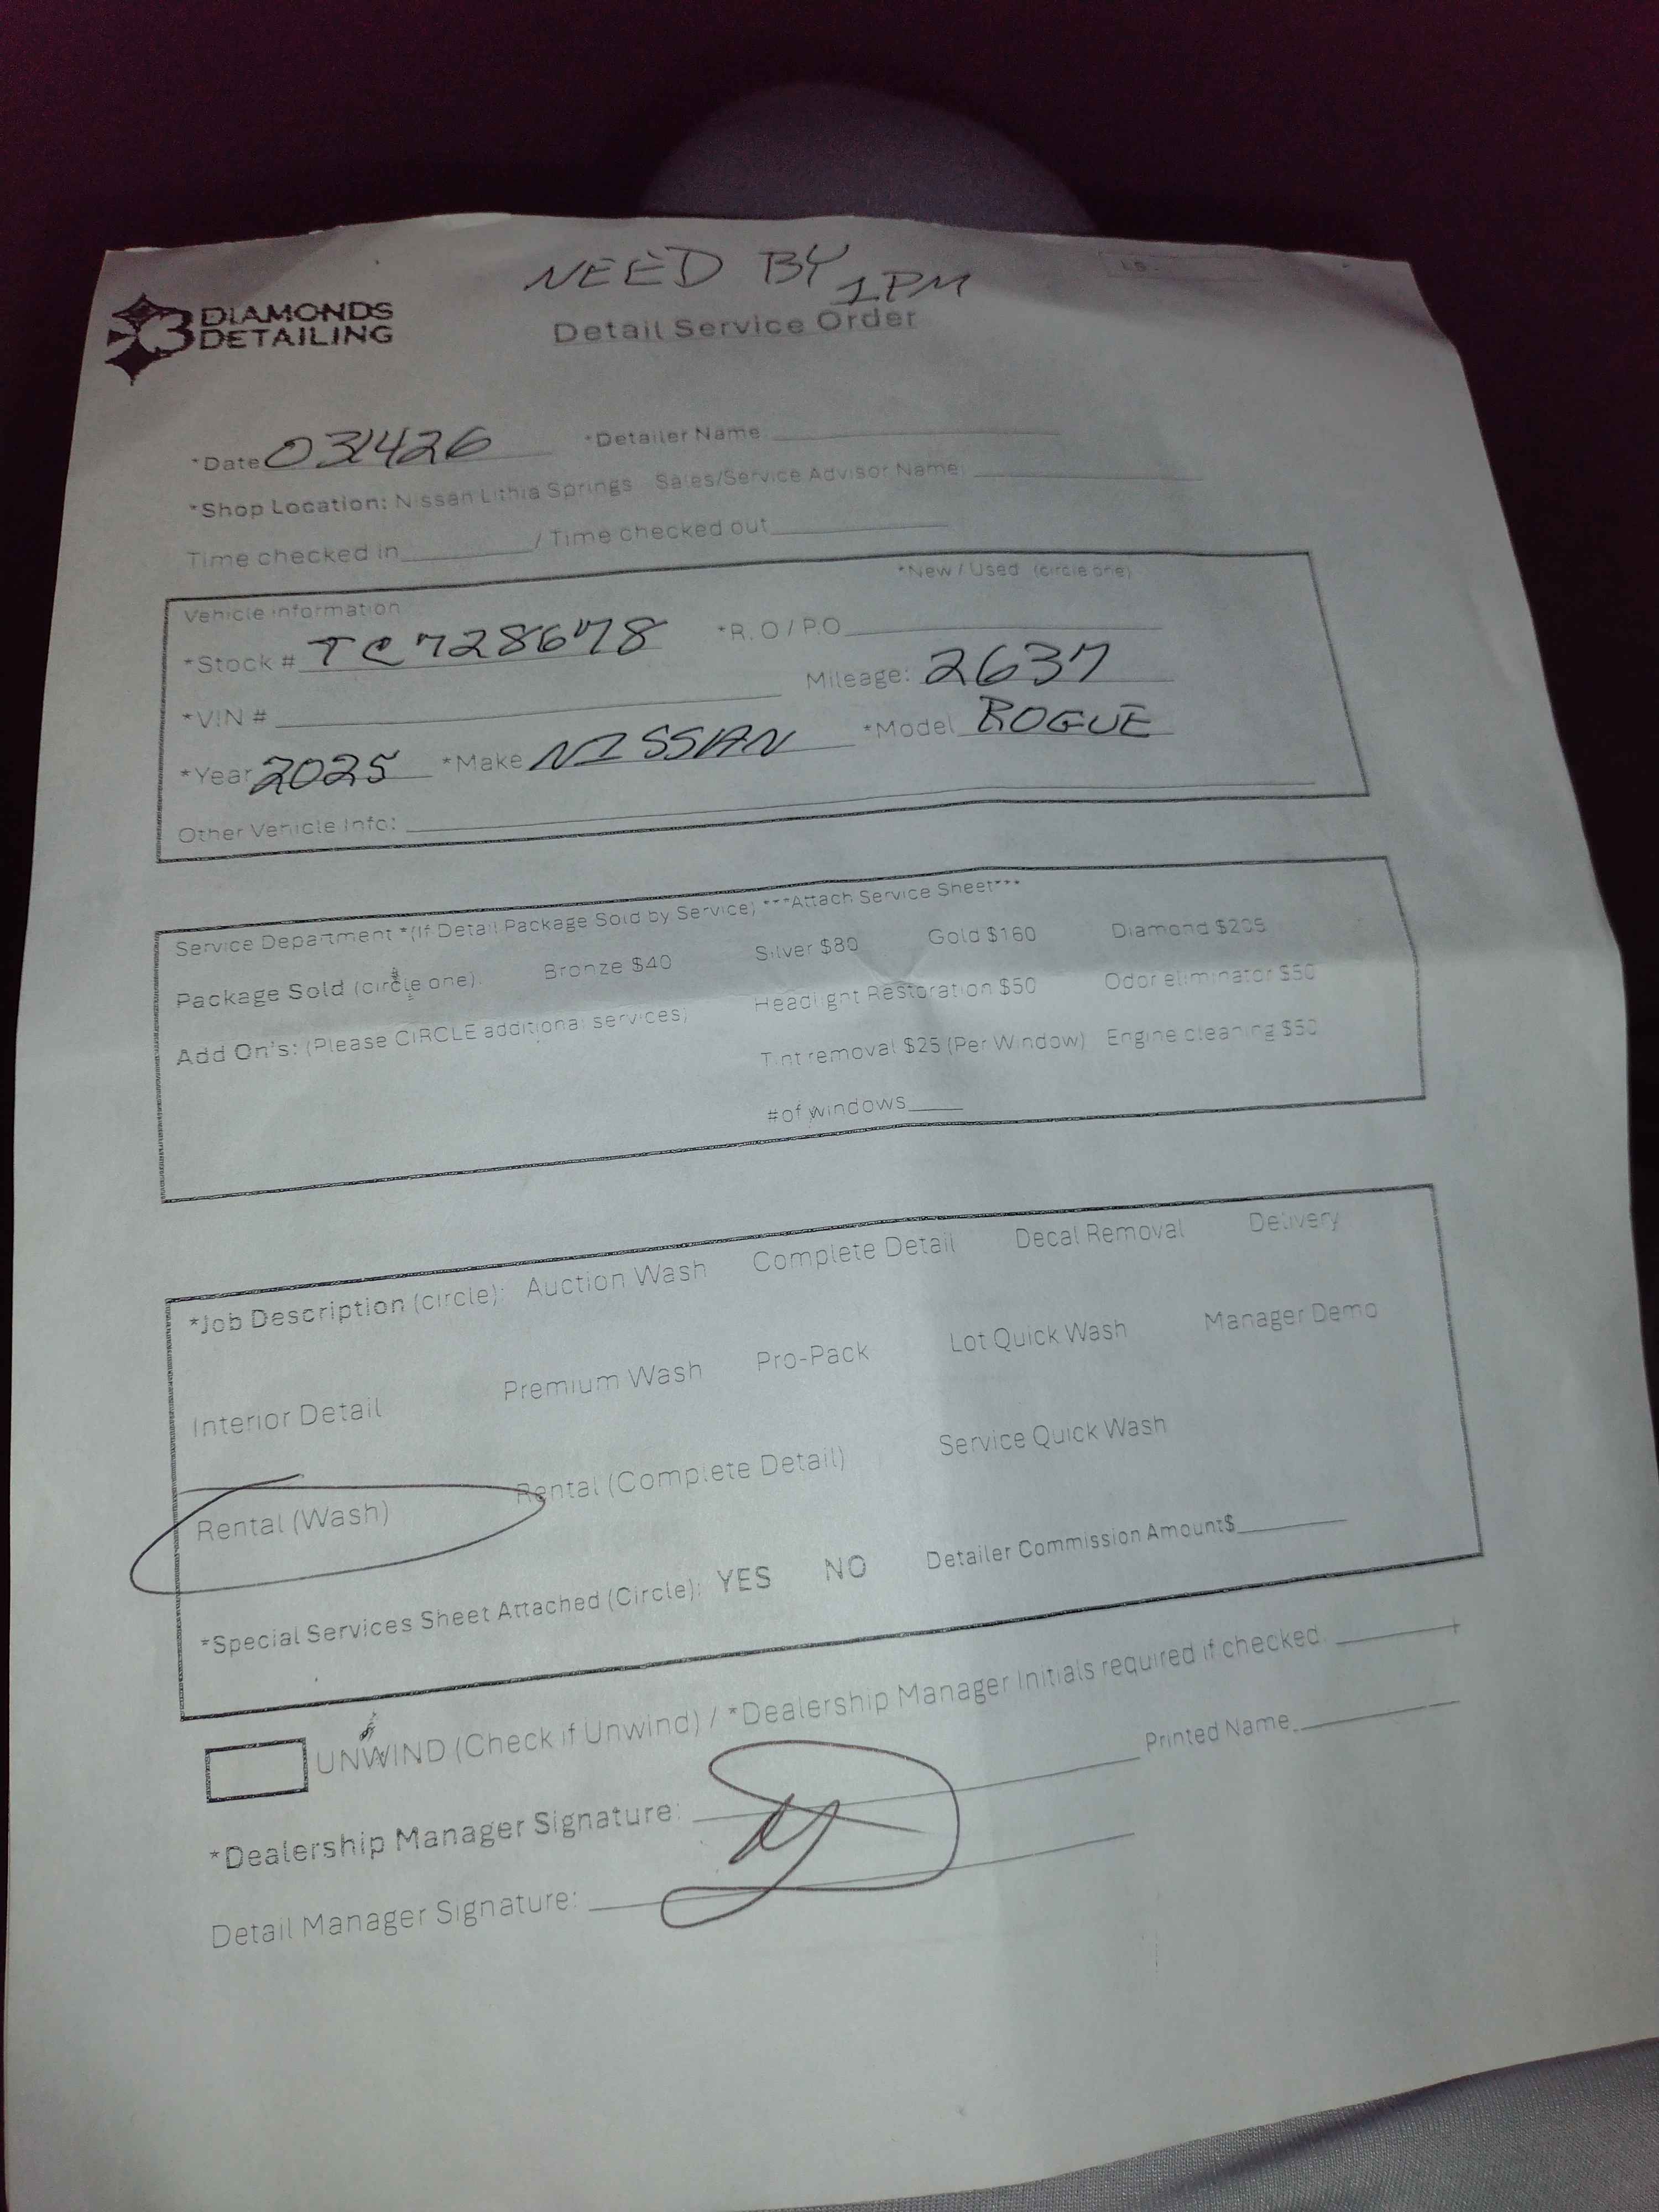 NEED BY 1PM
LS
3 DIAMONDS
DETAILING
Detail Service Order
*Date 031426 *Detailer Name
*Shop Location: Nissan Lithia Springs Sales/Service Advisor Name:
Time checked in / Time checked out
*New / Used (circle one)
Vehicle information
*Stock # TC728678 *R.O/P.O
*VIN # Mileage: 2637
*Year 2025 *Make NISSAN *Model ROGUE
Other Vehicle Info:
Service Department *(If Detail Package Sold by Service) ***Attach Service Sheet***
Package Sold (circle one). Bronze $40 Silver $80 Gold $160 Diamond $205
Add On's: (Please CIRCLE additional services) Headlight Restoration $50 Odor eliminator $50
Tint removal $25 (Per Window) Engine cleaning $50
#of windows
*Job Description (circle): Auction Wash Complete Detail Decal Removal Delivery
Interior Detail Premium Wash Pro-Pack Lot Quick Wash Manager Demo
Rental (Wash) Rental (Complete Detail) Service Quick Wash
*Special Services Sheet Attached (Circle): YES NO Detailer Commission Amount$
UNWIND (Check if Unwind) / *Dealership Manager Initials required if checked.
*Dealership Manager Signature: Printed Name.
Detail Manager Signature: